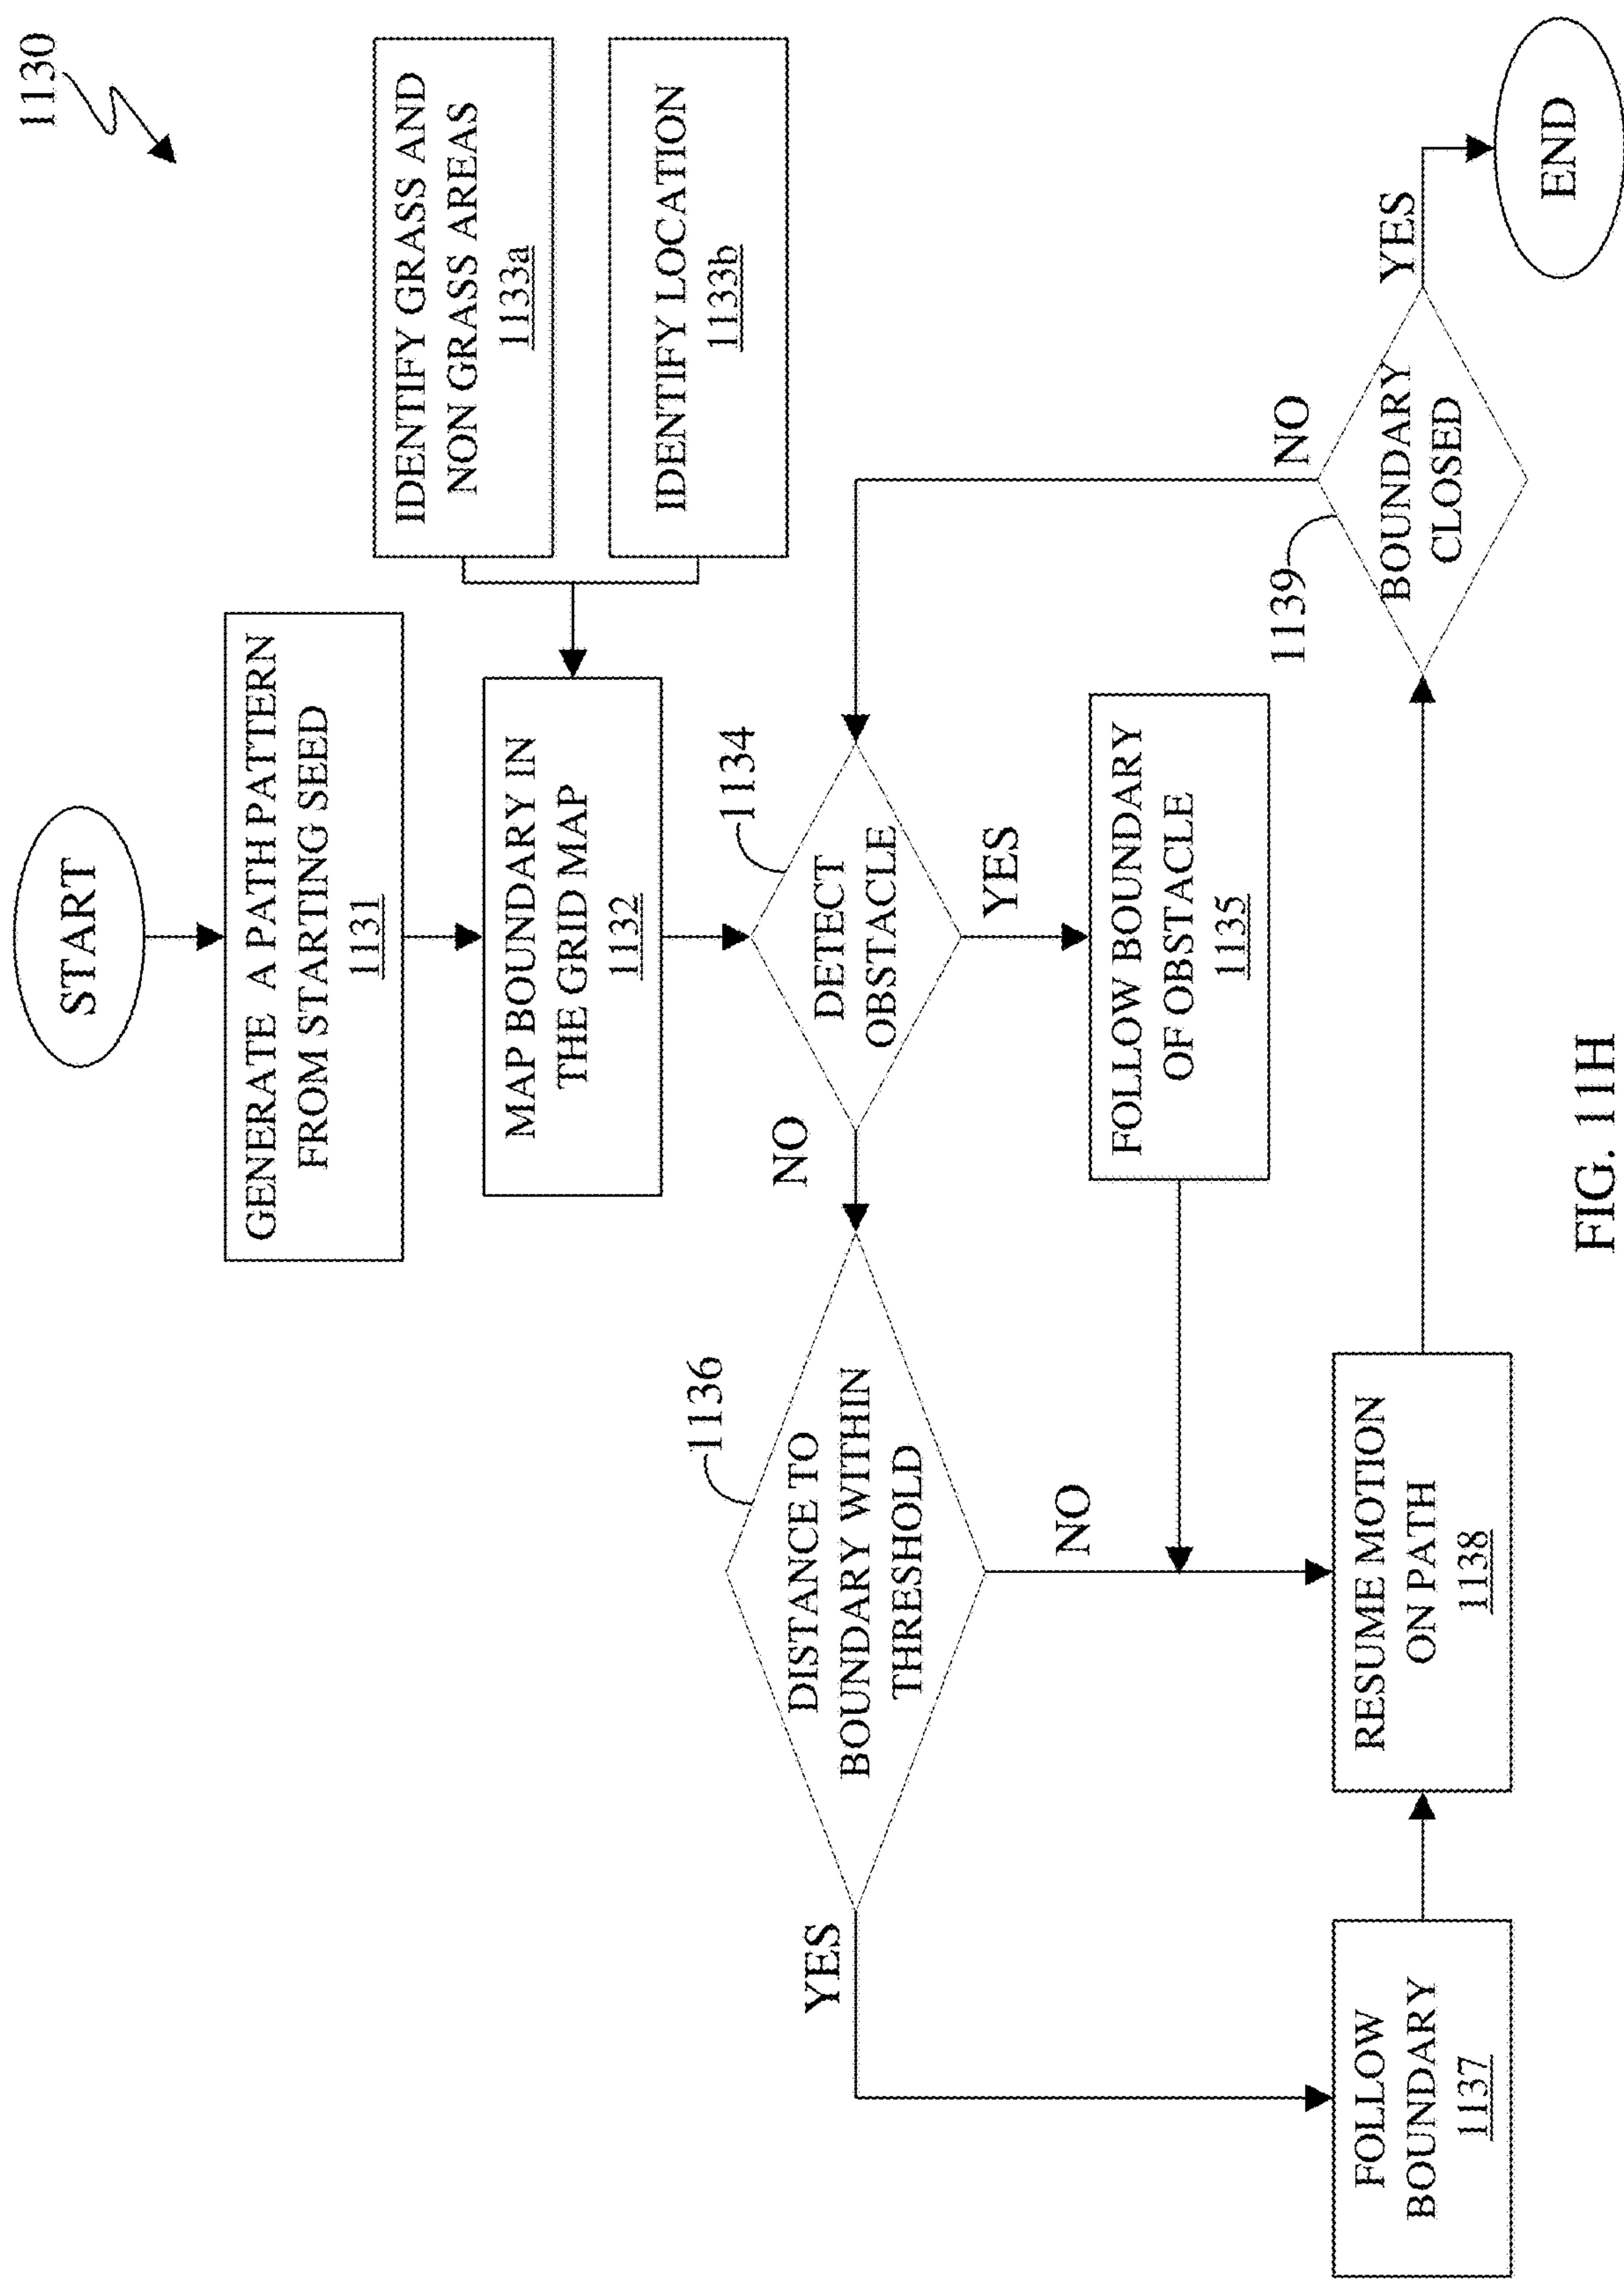 1130
START
GENERATE A PATH PATTERN
FROM STARTING SEED
1131
IDENTIFY GRASS AND
NON GRASS AREAS
1133a
MAP BOUNDARY IN
THE GRID MAP
1132
IDENTIFY LOCATION
1133b
1134
DETECT
OBSTACLE
NO
YES
1136
DISTANCE TO
BOUNDARY WITHIN
THRESHOLD
YES
NO
FOLLOW BOUNDARY
OF OBSTACLE
1135
FOLLOW
BOUNDARY
1137
RESUME MOTION
ON PATH
1138
1139
BOUNDARY
CLOSED
NO
YES
END
FIG. 11H